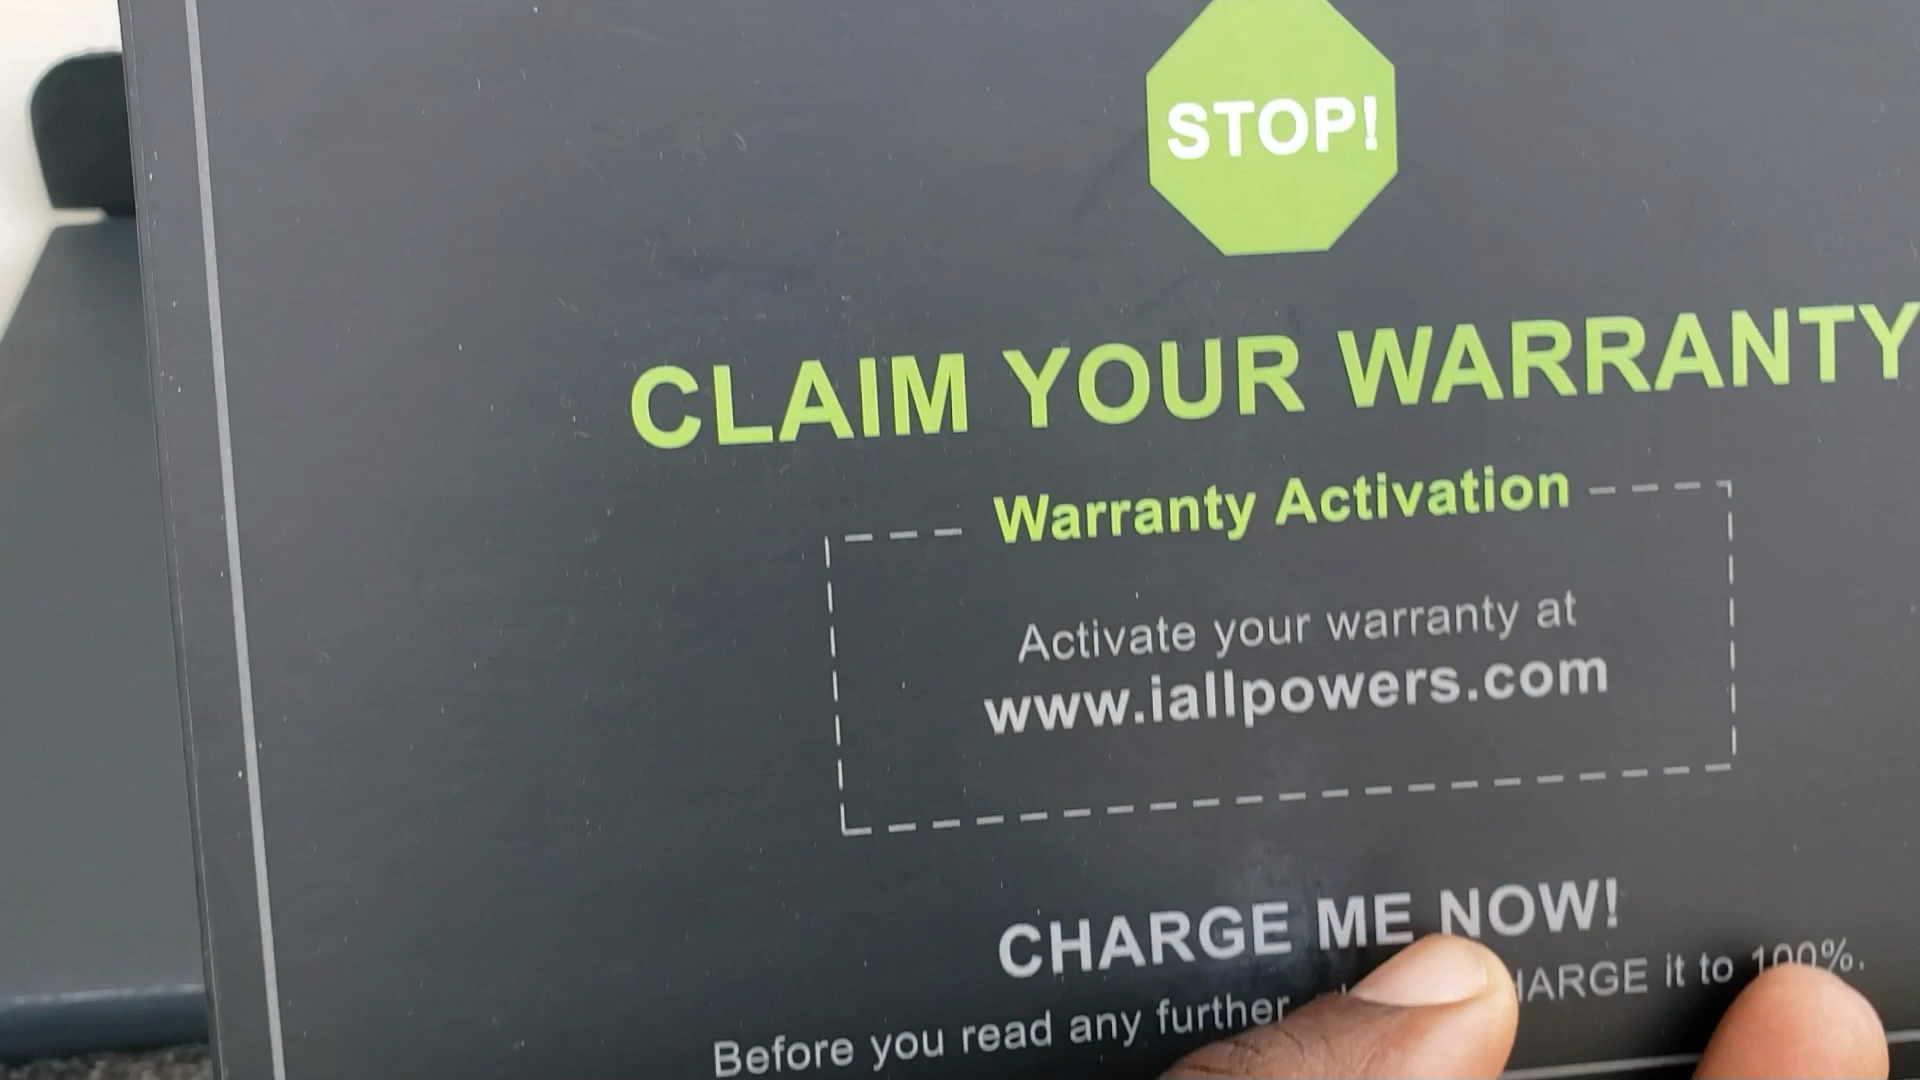 STOP!
CLAIM YOUR WARRANTY
Warranty Activation
Activate your warranty at
www.iallpowers.com
CHARGE ME NOW!
Before you read any further it to 100%.